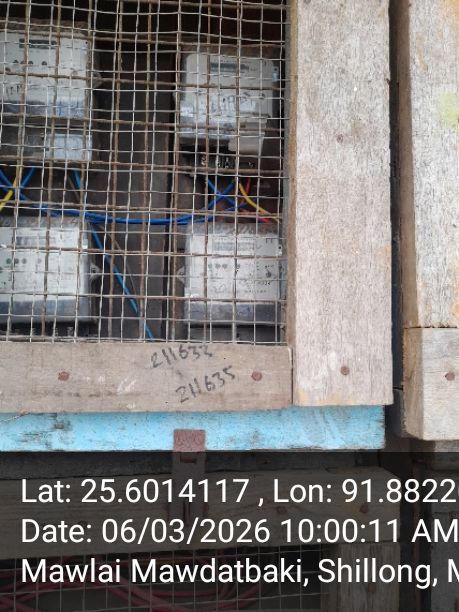 211632
211635
Lat: 25.6014117 , Lon: 91.8822
Date: 06/03/2026 10:00:11 AM
Mawlai Mawdatbaki, Shillong, M